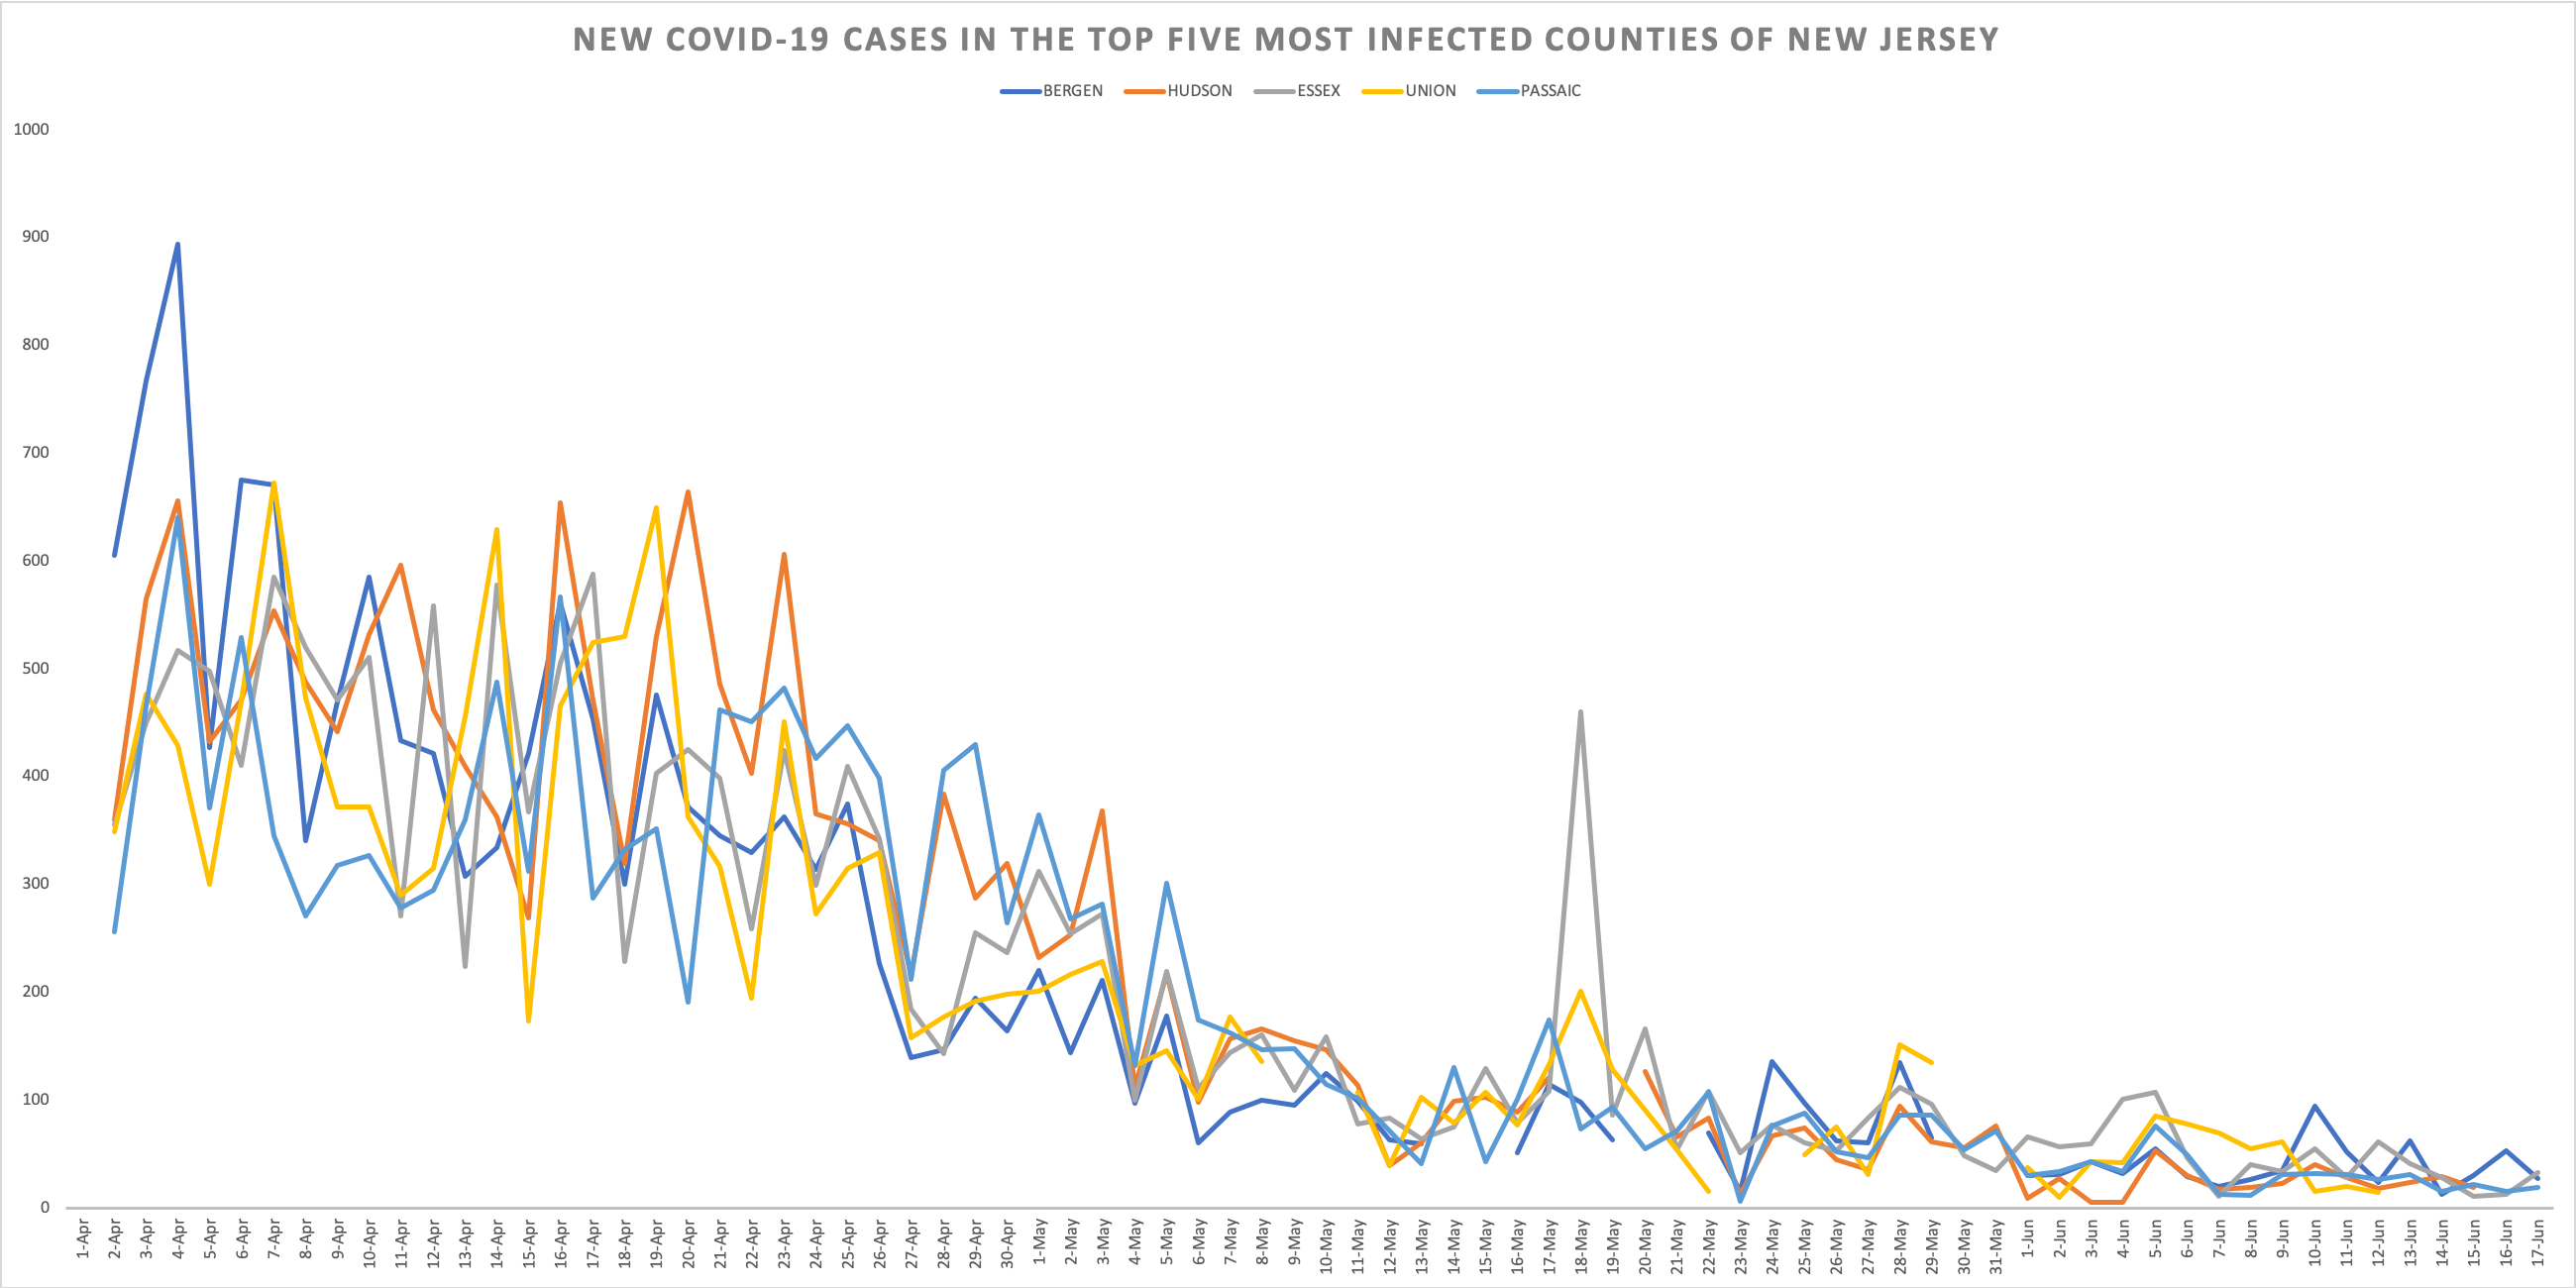 NEW COVID-19 CASES IN THE TOP FIVE MOST INFECTED COUNTIES OF NEW JERSEY
BERGEN HUDSON ESSEX UNION PASSAIC
1000
900
800
700
600
500
400
300
200
100
0
1-Apr
2-Apr
3-Apr
4-Apr
5-Apr
6-Apr
7-Apr
8-Apr
9-Apr
10-Apr
11-Apr
12-Apr
13-Apr
14-Apr
15-Apr
16-Apr
17-Apr
18-Apr
19-Apr
20-Apr
21-Apr
22-Apr
23-Apr
24-Apr
25-Apr
26-Apr
27-Apr
28-Apr
29-Apr
30-Apr
1-May
2-May
3-May
4-May
5-May
6-May
7-May
8-May
9-May
10-May
11-May
12-May
13-May
14-May
15-May
16-May
17-May
18-May
19-May
20-May
21-May
22-May
23-May
24-May
25-May
26-May
27-May
28-May
29-May
30-May
31-May
1-Jun
2-Jun
3-Jun
4-Jun
5-Jun
6-Jun
7-Jun
8-Jun
9-Jun
10-Jun
11-Jun
12-Jun
13-Jun
14-Jun
15-Jun
16-Jun
17-Jun